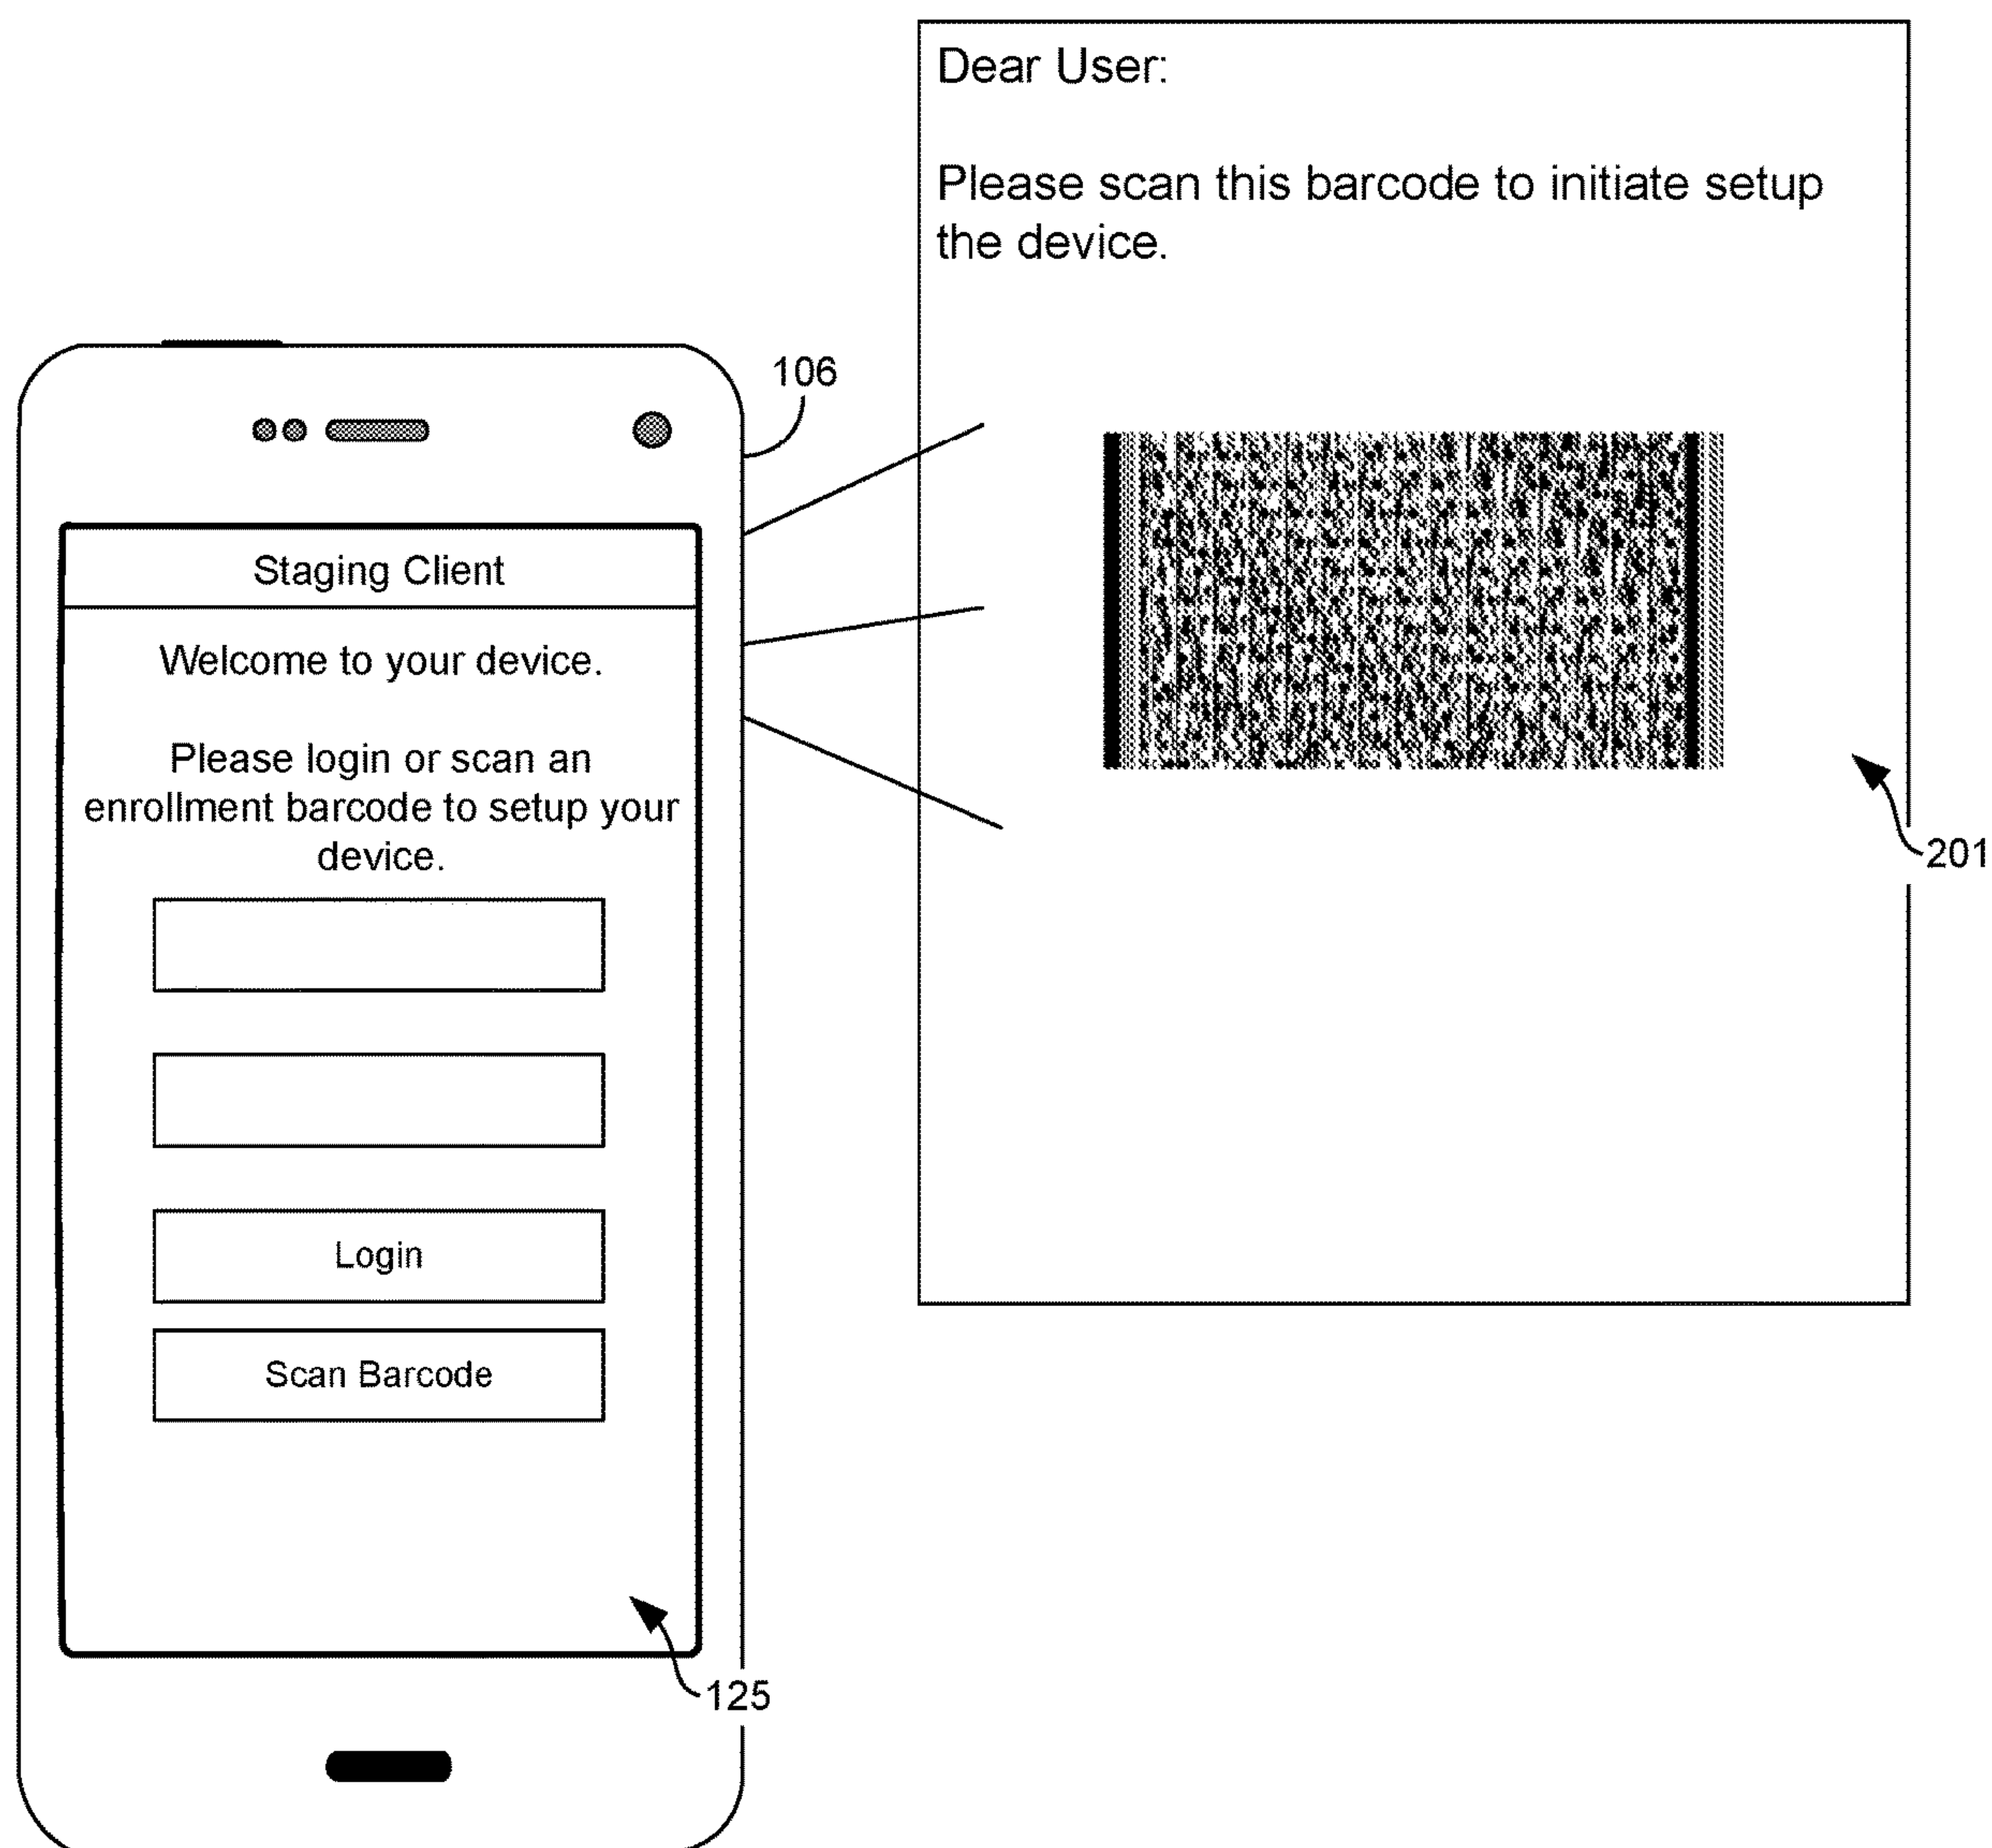 Dear User:
Please scan this barcode to initiate setup
the device.
106
Staging Client
Welcome to your device.
Please login or scan an
enrollment barcode to setup your
device.
201
Login
Scan Barcode
125